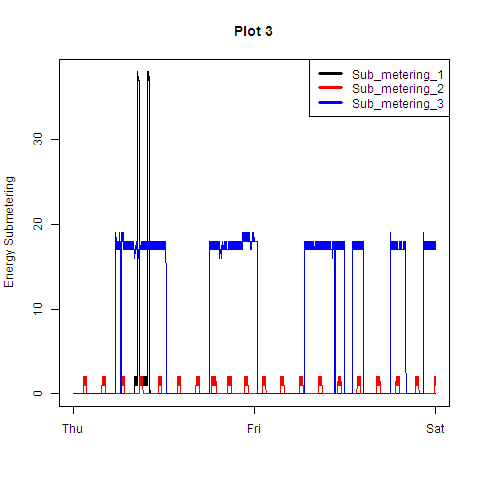 Plot 3
Sub_metering_1
Sub_metering_2
Sub_metering_3
Energy Submetering
30
20
10
0
Thu Fri Sat